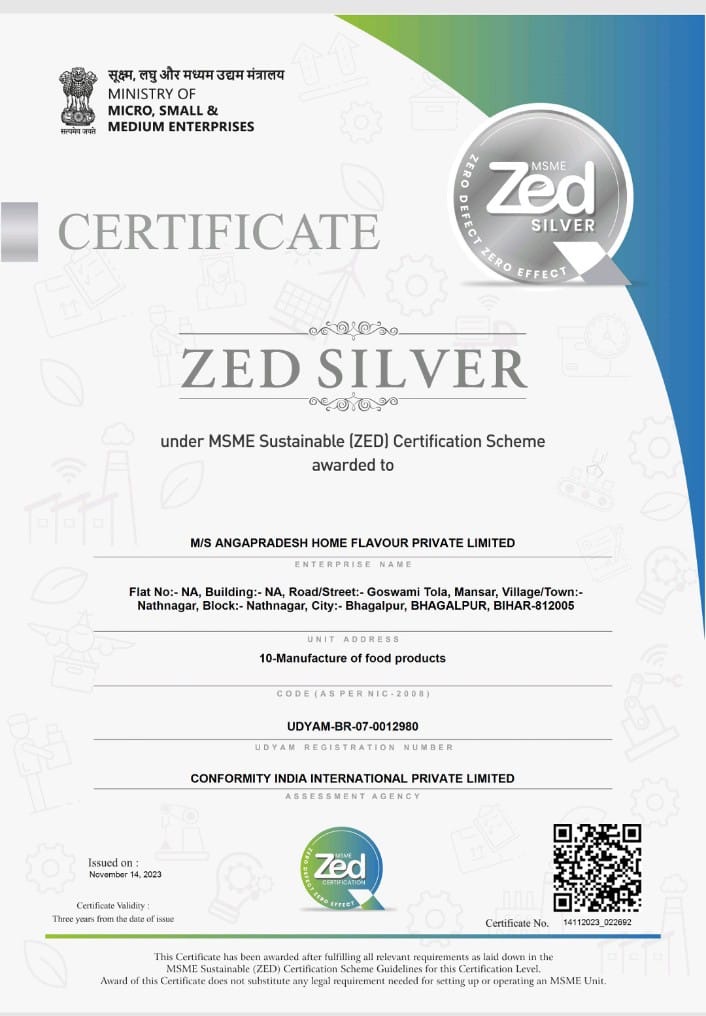 सूक्ष्म, लघु और मध्यम उद्यम मंत्रालय
MINISTRY OF
MICRO, SMALL &
MEDIUM ENTERPRISES
सत्यमेव जयते
MSME
Zed
SILVER
ZERO DEFECT ZERO EFFECT
CERTIFICATE
ZED SILVER
under MSME Sustainable (ZED) Certification Scheme
awarded to
M/S ANGAPRADESH HOME FLAVOUR PRIVATE LIMITED
ENTERPRISE NAME
Flat No:- NA, Building:- NA, Road/Street:- Goswami Tola, Mansar, Village/Town:-
Nathnagar, Block:- Nathnagar, City:- Bhagalpur, BHAGALPUR, BIHAR-812005
UNIT ADDRESS
10-Manufacture of food products
CODE (AS PER NIC-2008)
UDYAM-BR-07-0012980
UDYAM REGISTRATION NUMBER
CONFORMITY INDIA INTERNATIONAL PRIVATE LIMITED
ASSESSMENT AGENCY
Issued on :
November 14, 2023
Certificate Validity :
Three years from the date of issue
MSME
Zed
CERTIFICATION
ZERO DEFECT ZERO EFFECT
Certificate No. 14112023_022692
This Certificate has been awarded after fulfilling all relevant requirements as laid down in the
MSME Sustainable (ZED) Certification Scheme Guidelines for this Certification Level.
Award of this Certificate does not substitute any legal requirement needed for setting up or operating an MSME Unit.